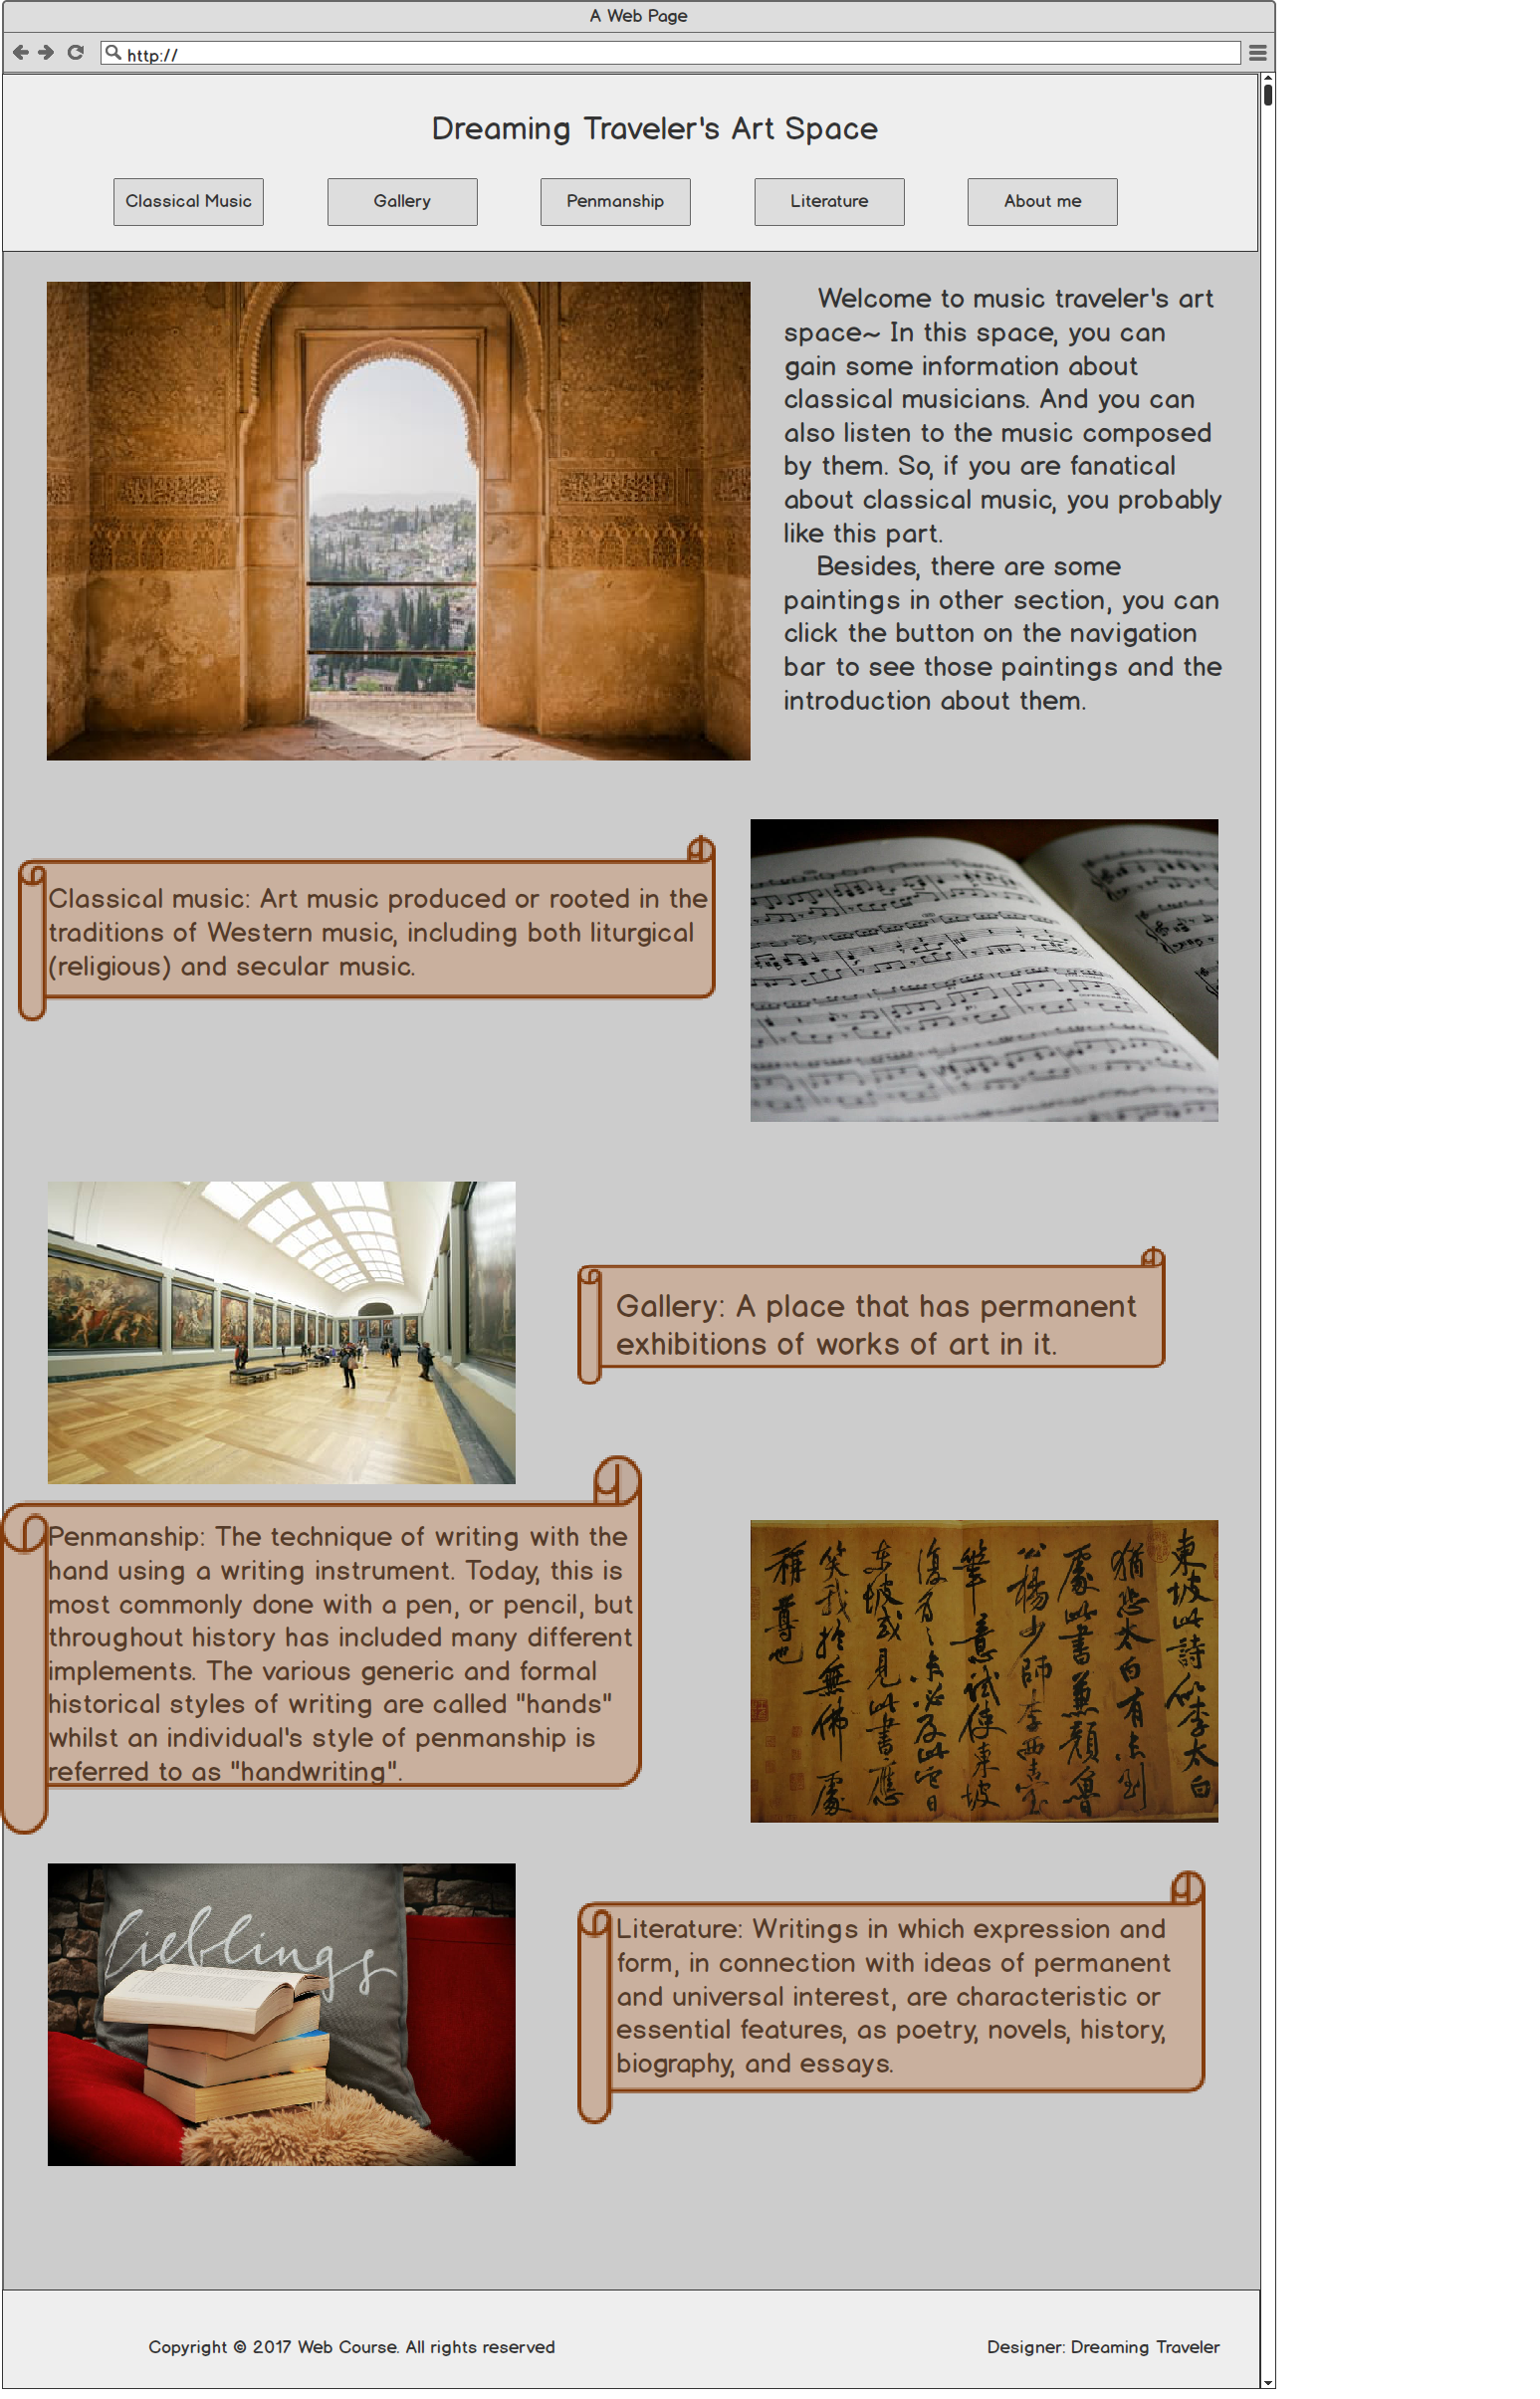 A Web Page
http://
Dreaming Traveler's Art Space
Classical Music
Gallery
Penmanship
Literature
About me
Welcome to music traveler's art
space~ In this space, you can
gain some information about
classical musicians. And you can
also listen to the music composed
by them. So, if you are fanatical
about classical music, you probably
like this part.
Besides, there are some
paintings in other section, you can
click the button on the navigation
bar to see those paintings and the
introduction about them.
Classical music: Art music produced or rooted in the
traditions of Western music, including both liturgical
(religious) and secular music.
Gallery: A place that has permanent
exhibitions of works of art in it.
Penmanship: The technique of writing with the
hand using a writing instrument. Today, this is
most commonly done with a pen, or pencil, but
throughout history has included many different
implements. The various generic and formal
historical styles of writing are called "hands"
whilst an individual's style of penmanship is
referred to as "handwriting".
東坡此詩似李太白
猶恐太白有未到
處此書兼顏魯
公楊少師李西臺
筆意試使東坡
復為之未必及此它日
東坡或見此書應
笑我於無佛處
稱尊也
Lieblings
Literature: Writings in which expression and
form, in connection with ideas of permanent
and universal interest, are characteristic or
essential features, as poetry, novels, history,
biography, and essays.
Copyright © 2017 Web Course. All rights reserved
Designer: Dreaming Traveler